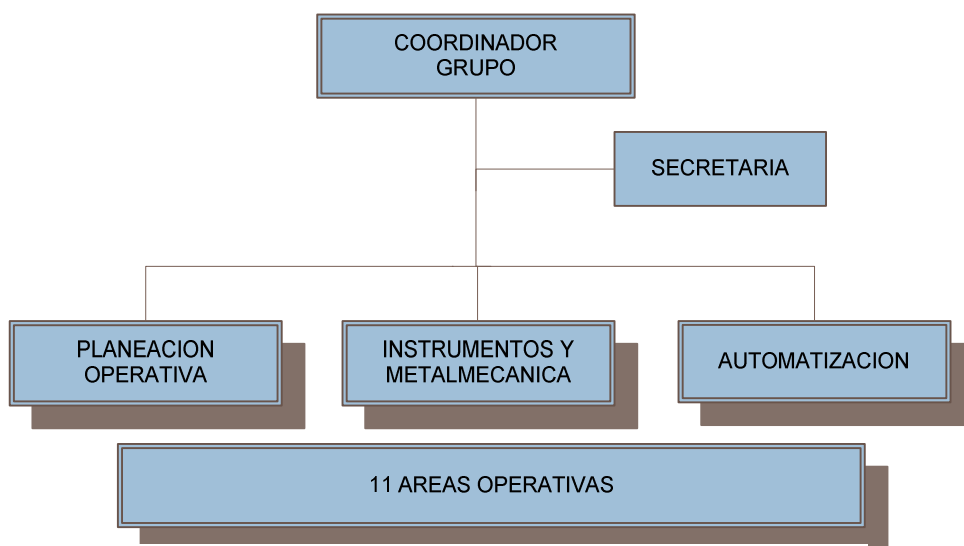 COORDINADOR
GRUPO
SECRETARIA
PLANEACION
OPERATIVA
INSTRUMENTOS Y
METALMECANICA
AUTOMATIZACION
11 AREAS OPERATIVAS